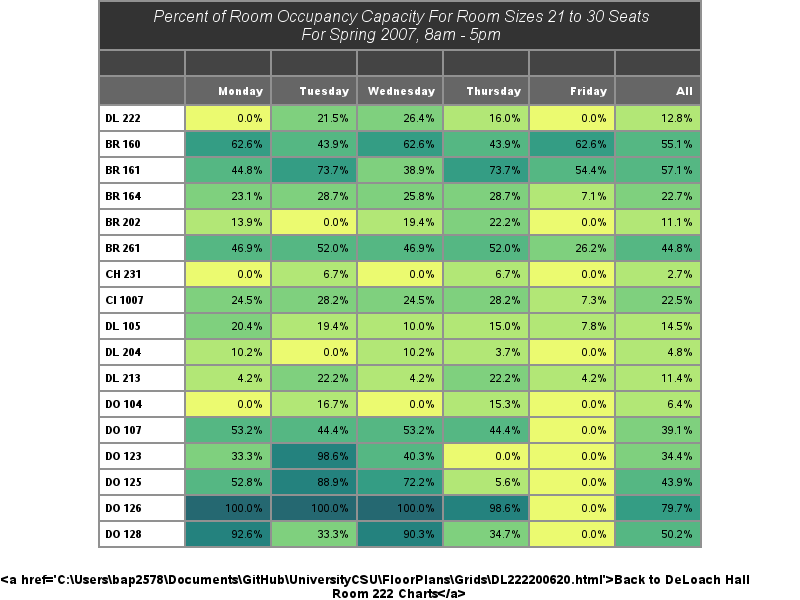 Percent of Room Occupancy Capacity For Room Sizes 21 to 30 Seats
For Spring 2007, 8am - 5pm
Monday Tuesday Wednesday Thursday Friday All
DL 222 0.0% 21.5% 26.4% 16.0% 0.0% 12.8%
BR 160 62.6% 43.9% 62.6% 43.9% 62.6% 55.1%
BR 161 44.8% 73.7% 38.9% 73.7% 54.4% 57.1%
BR 164 23.1% 28.7% 25.8% 28.7% 7.1% 22.7%
BR 202 13.9% 0.0% 19.4% 22.2% 0.0% 11.1%
BR 261 46.9% 52.0% 46.9% 52.0% 26.2% 44.8%
CH 231 0.0% 6.7% 0.0% 6.7% 0.0% 2.7%
CI 1007 24.5% 28.2% 24.5% 28.2% 7.3% 22.5%
DL 105 20.4% 19.4% 10.0% 15.0% 7.8% 14.5%
DL 204 10.2% 0.0% 10.2% 3.7% 0.0% 4.8%
DL 213 4.2% 22.2% 4.2% 22.2% 4.2% 11.4%
DO 104 0.0% 16.7% 0.0% 15.3% 0.0% 6.4%
DO 107 53.2% 44.4% 53.2% 44.4% 0.0% 39.1%
DO 123 33.3% 98.6% 40.3% 0.0% 0.0% 34.4%
DO 125 52.8% 88.9% 72.2% 5.6% 0.0% 43.9%
DO 126 100.0% 100.0% 100.0% 98.6% 0.0% 79.7%
DO 128 92.6% 33.3% 90.3% 34.7% 0.0% 50.2%
<a href='C:\Users\bap2578\Documents\GitHub\UniversityCSU\FloorPlans\Grids\DL222200620.html'>Back to DeLoach Hall
Room 222 Charts</a>